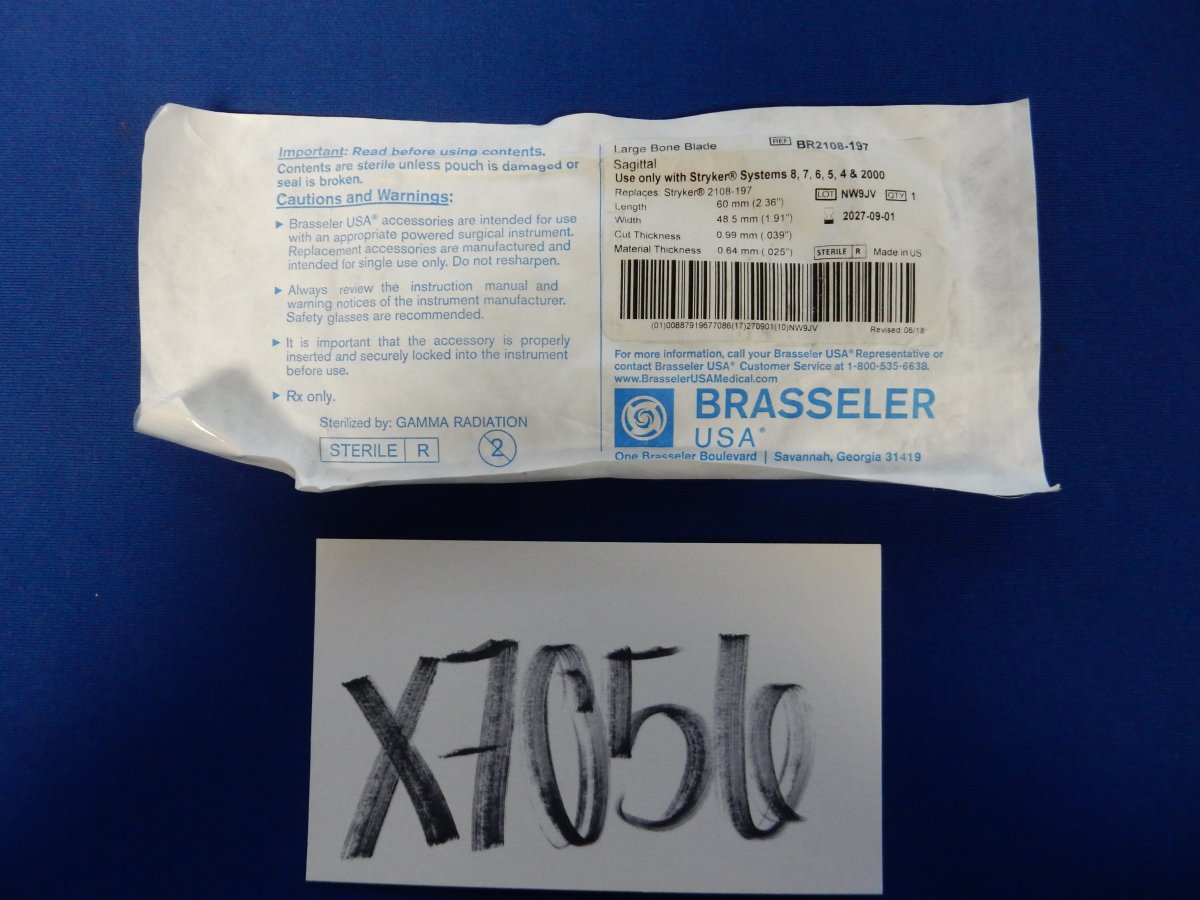 Important: Read before using contents.
Contents are sterile unless pouch is damaged or
seal is broken.
Cautions and Warnings:
▶ Brasseler USA® accessories are intended for use
with an appropriate powered surgical instrument.
Replacement accessories are manufactured and
intended for single use only. Do not resharpen.
▶ Always review the instruction manual and
warning notices of the instrument manufacturer.
Safety glasses are recommended.
▶ It is important that the accessory is properly
inserted and securely locked into the instrument
before use.
▶ Rx only.
Sterilized by: GAMMA RADIATION
STERILE R 2
Large Bone Blade REF BR2108-197
Sagittal
Use only with Stryker® Systems 8, 7, 6, 5, 4 & 2000
Replaces: Stryker® 2108-197 LOT NW9JV QTY 1
Length 60 mm (2.36")
Width 48.5 mm (1.91") 2027-09-01
Cut Thickness 0.99 mm (.039")
Material Thickness 0.64 mm (.025") STERILE R Made in US
(01)00887919677086(17)270901(10)NW9JV
Revised 06/18
For more information, call your Brasseler USA® Representative or
contact Brasseler USA® Customer Service at 1-800-535-6638.
www.BrasselerUSAMedical.com
BRASSELER
USA®
One Brasseler Boulevard | Savannah, Georgia 31419
X7056